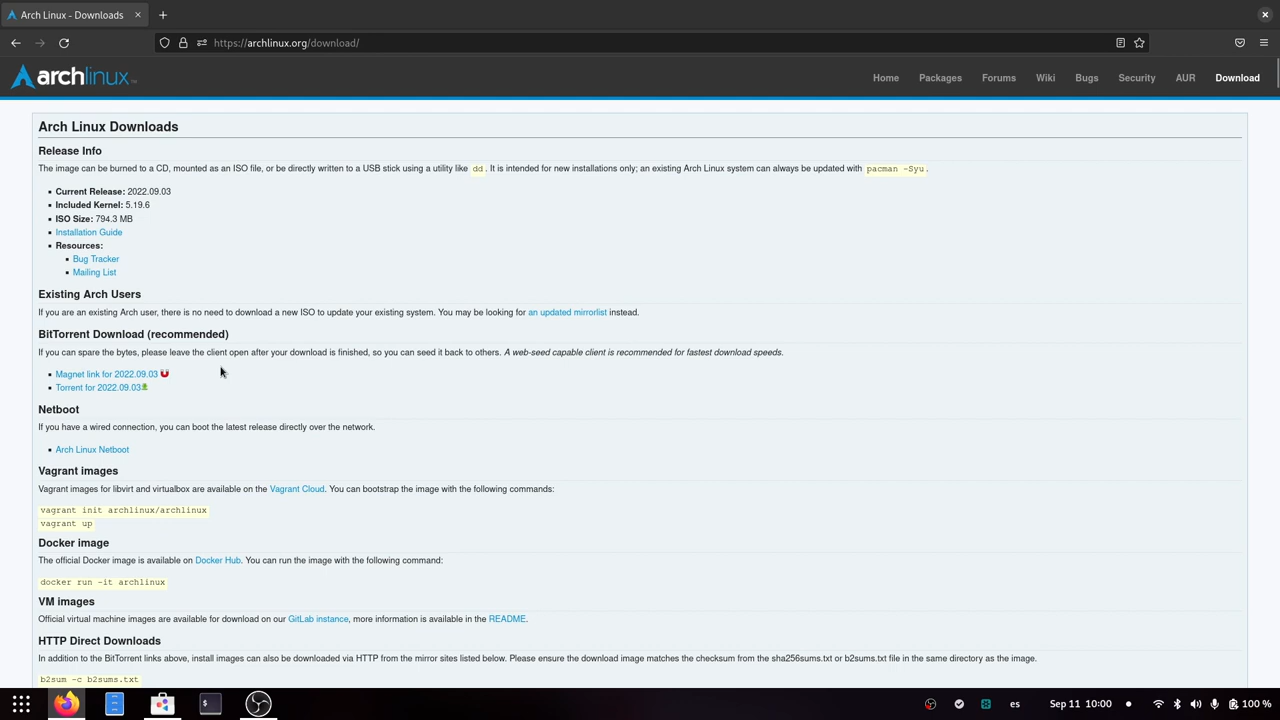 Arch Linux - Downloads
https://archlinux.org/download/
archlinux
Home Packages Forums Wiki Bugs Security AUR Download
Arch Linux Downloads
Release Info
The image can be burned to a CD, mounted as an ISO file, or be directly written to a USB stick using a utility like dd. It is intended for new installations only; an existing Arch Linux system can always be updated with pacman -Syu.
Current Release: 2022.09.03
Included Kernel: 5.19.6
ISO Size: 794.3 MB
Installation Guide
Resources:
Bug Tracker
Mailing List
Existing Arch Users
If you are an existing Arch user, there is no need to download a new ISO to update your existing system. You may be looking for an updated mirrorlist instead.
BitTorrent Download (recommended)
If you can spare the bytes, please leave the client open after your download is finished, so you can seed it back to others. A web-seed capable client is recommended for fastest download speeds.
Magnet link for 2022.09.03
Torrent for 2022.09.03
Netboot
If you have a wired connection, you can boot the latest release directly over the network.
Arch Linux Netboot
Vagrant images
Vagrant images for libvirt and virtualbox are available on the Vagrant Cloud. You can bootstrap the image with the following commands:
vagrant init archlinux/archlinux
vagrant up
Docker image
The official Docker image is available on Docker Hub. You can run the image with the following command:
docker run -it archlinux
VM images
Official virtual machine images are available for download on our GitLab instance, more information is available in the README.
HTTP Direct Downloads
In addition to the BitTorrent links above, install images can also be downloaded via HTTP from the mirror sites listed below. Please ensure the download image matches the checksum from the sha256sums.txt or b2sums.txt file in the same directory as the image.
b2sum -c b2sums.txt
es Sep 11 10:00 100 %